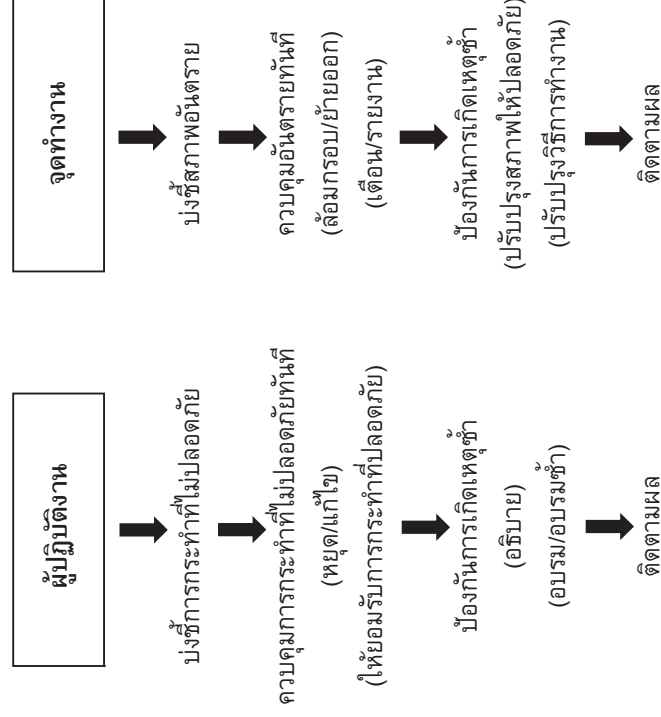 ผู้ปฏิบัติงาน
บ่งชี้การกระทำที่ไม่ปลอดภัย
ควบคุมการกระทำที่ไม่ปลอดภัยทันที
(หยุด/แก้ไข)
(ให้ยอมรับการกระทำที่ปลอดภัย)
ป้องกันการเกิดเหตุซ้ำ
(อธิบาย)
(อบรม/อบรมซ้ำ)
ติดตามผล
จุดทำงาน
บ่งชี้สภาพอันตราย
ควบคุมอันตรายทันที
(ล้อมกรอบ/ย้ายออก)
(เตือน/รายงาน)
ป้องกันการเกิดเหตุซ้ำ
(ปรับปรุงสภาพให้ปลอดภัย)
(ปรับปรุงวิธีการทำงาน)
ติดตามผล